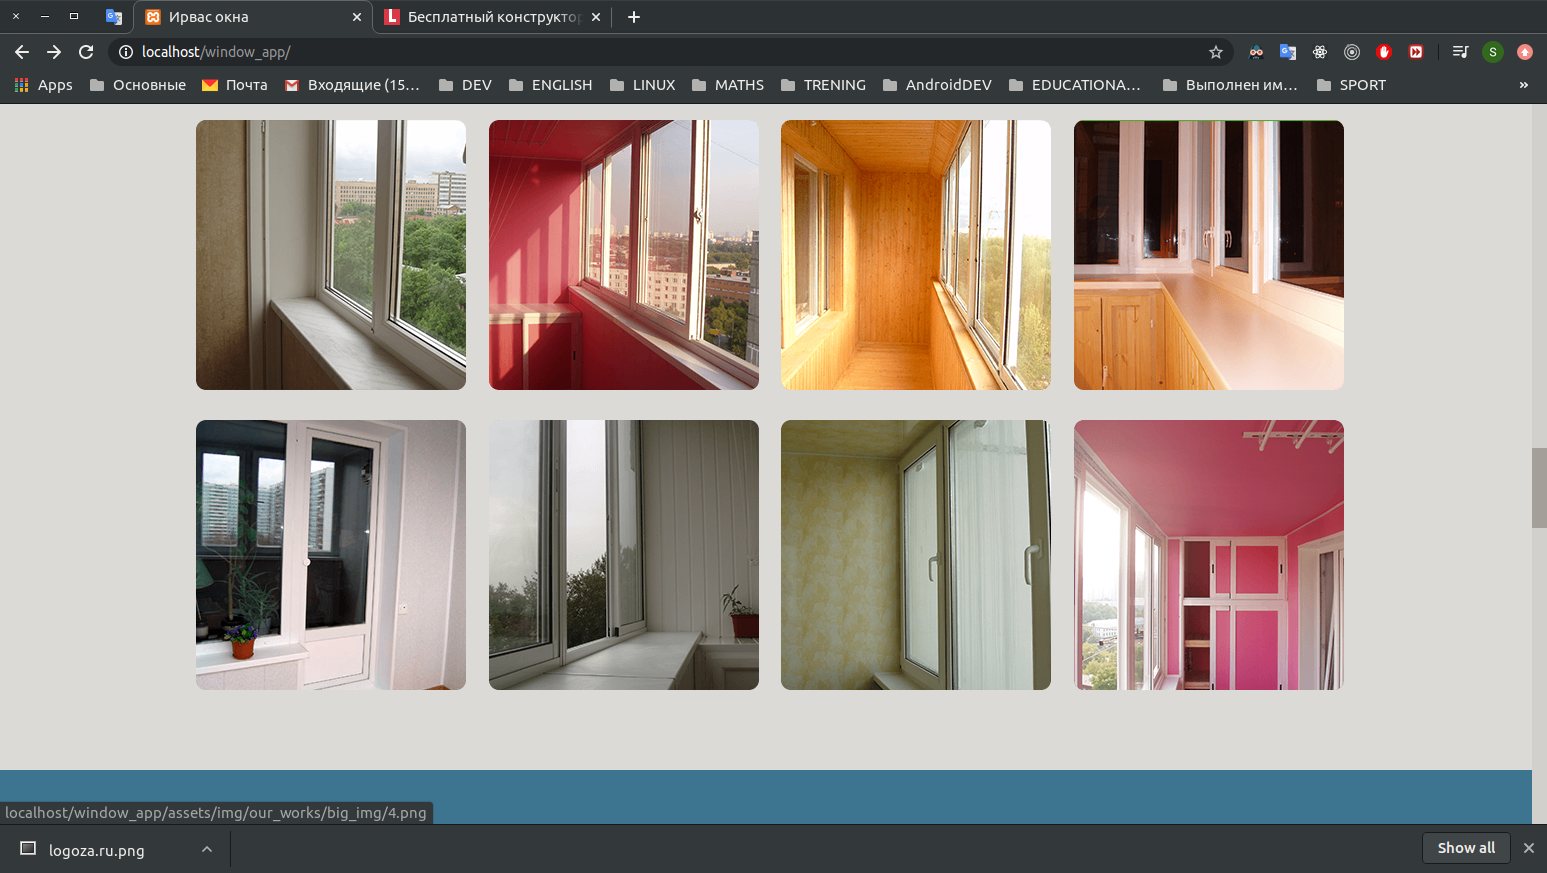 Ирвас окна
Бесплатный конструктор
localhost/window_app/
S
Apps
Основные
Почта
Входящие (15...
DEV
ENGLISH
LINUX
MATHS
TRENING
AndroidDEV
EDUCATIONA...
Выполнен им...
SPORT
»
localhost/window_app/assets/img/our_works/big_img/4.png
logoza.ru.png
Show all